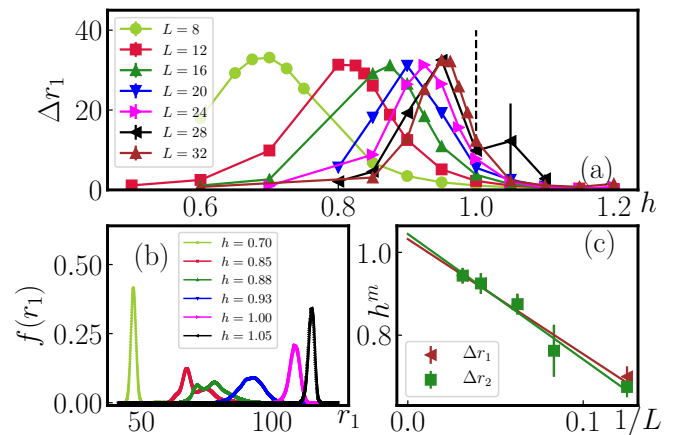 40
20
0
Δr₁
L = 8
L = 12
L = 16
L = 20
L = 24
L = 28
L = 32
(a)
0.6 0.8 1.0 1.2 h
(b)
h = 0.70
h = 0.85
h = 0.88
h = 0.93
h = 1.00
h = 1.05
0.50
0.25
0.00
f(r₁)
50 100 r₁
(c)
1.0
0.8
hᵐ
Δr₁
Δr₂
0.0 0.1 1/L